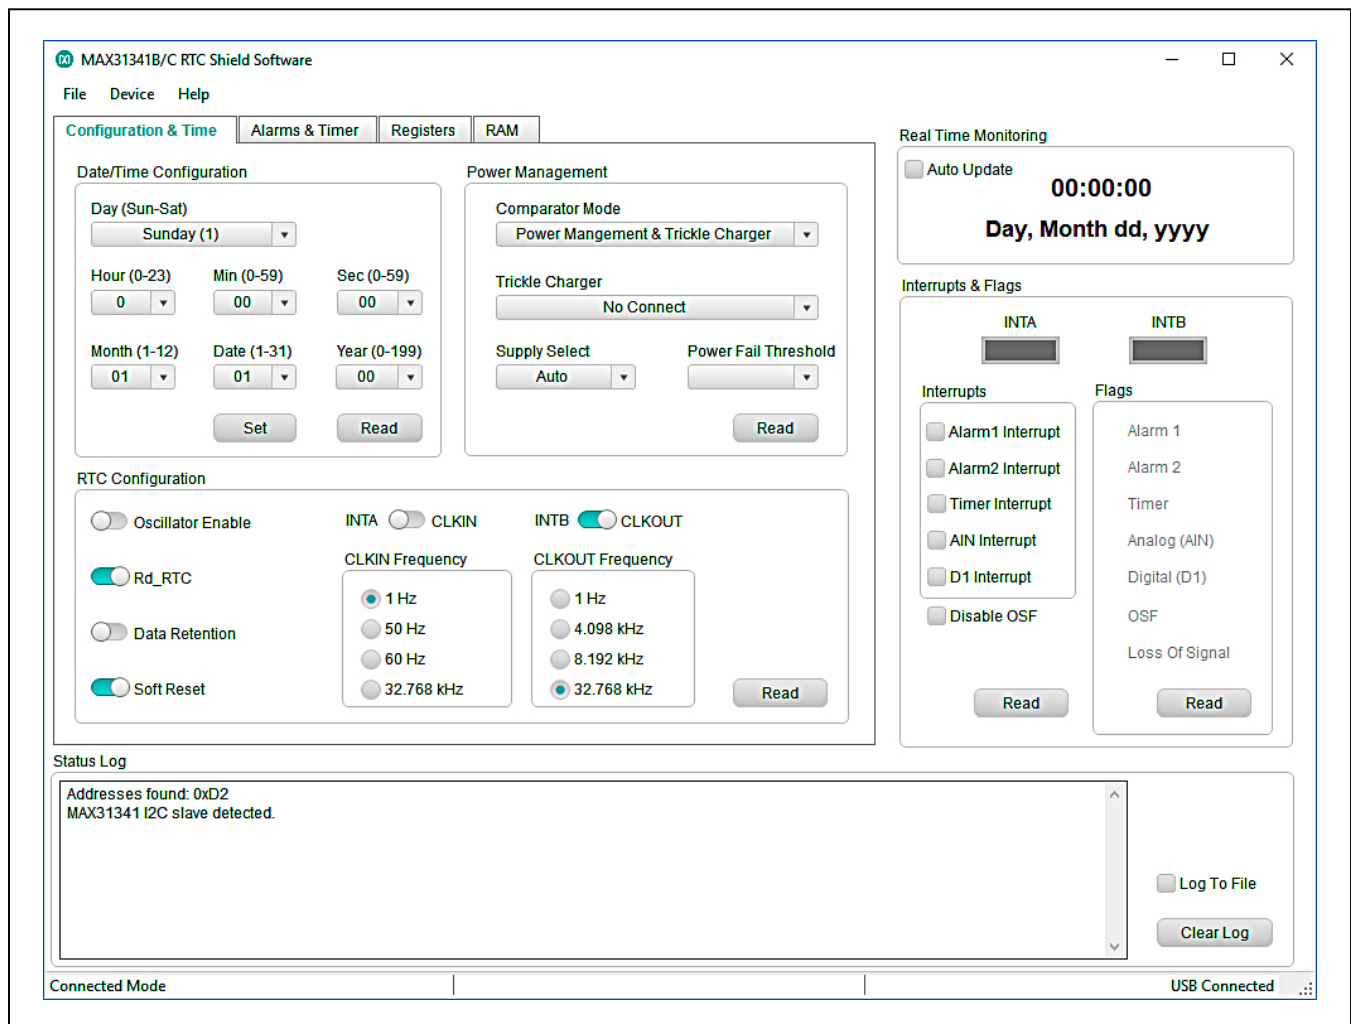 MAX31341B/C RTC Shield Software
File Device Help
Configuration & Time Alarms & Timer Registers RAM
Date/Time Configuration
Day (Sun-Sat)
Sunday (1)
Hour (0-23) Min (0-59) Sec (0-59)
0 00 00
Month (1-12) Date (1-31) Year (0-199)
01 01 00
Set Read
Power Management
Comparator Mode
Power Mangement & Trickle Charger
Trickle Charger
No Connect
Supply Select Power Fail Threshold
Auto
Read
RTC Configuration
Oscillator Enable
Rd_RTC
Data Retention
Soft Reset
INTA CLKIN
CLKIN Frequency
1 Hz
50 Hz
60 Hz
32.768 kHz
INTB CLKOUT
CLKOUT Frequency
1 Hz
4.098 kHz
8.192 kHz
32.768 kHz
Read
Real Time Monitoring
Auto Update
00:00:00
Day, Month dd, yyyy
Interrupts & Flags
INTA INTB
Interrupts
Alarm1 Interrupt
Alarm2 Interrupt
Timer Interrupt
AIN Interrupt
D1 Interrupt
Disable OSF
Read
Flags
Alarm 1
Alarm 2
Timer
Analog (AIN)
Digital (D1)
OSF
Loss Of Signal
Read
Status Log
Addresses found: 0xD2
MAX31341 I2C slave detected.
Log To File
Clear Log
Connected Mode USB Connected